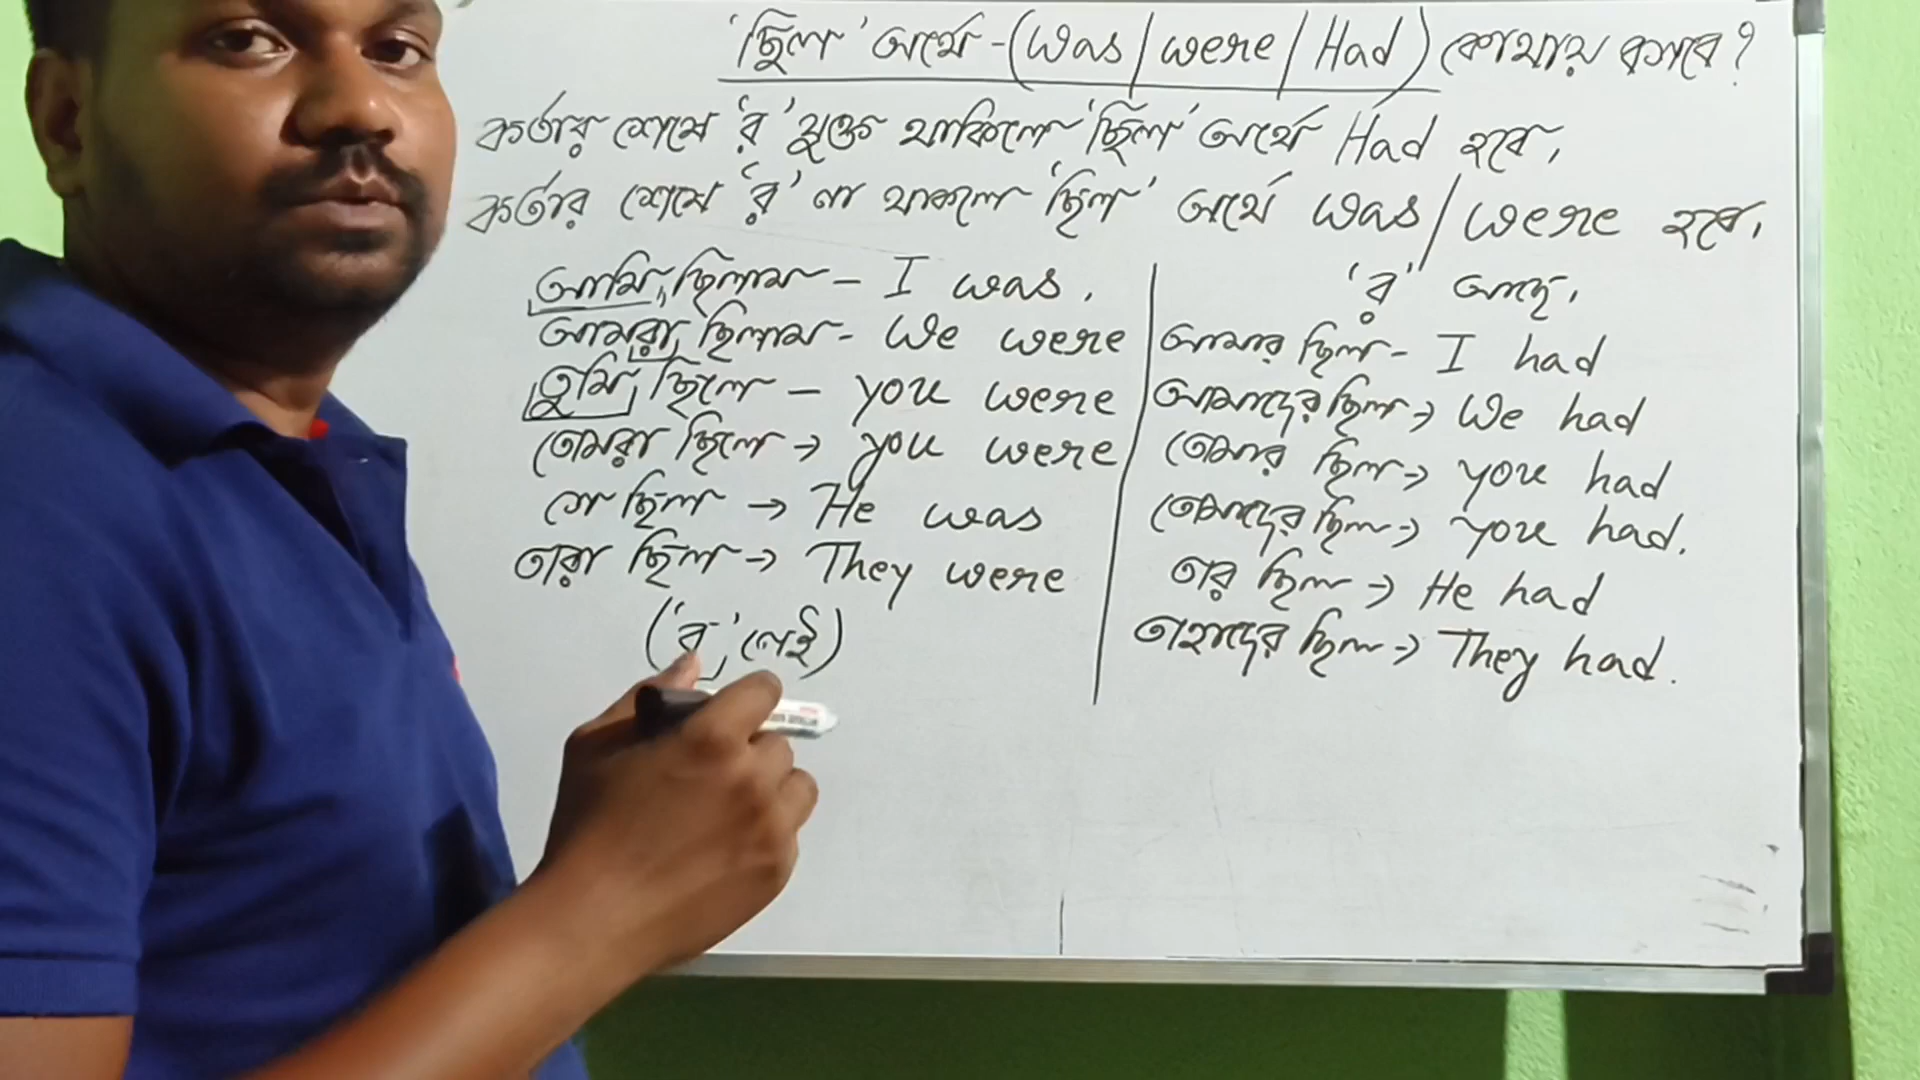 'ছিল' অর্থে - (was / were / Had) কোথায় বসাবে?
কর্তার শেষে 'র' যুক্ত থাকিলে 'ছিল' অর্থে Had হবে,
কর্তার শেষে 'র' না থাকলে 'ছিল' অর্থে was / were হবে,
আমি ছিলাম - I was.
আমরা ছিলাম - We were
তুমি ছিলে - you were
তোমরা ছিলে → you were
সে ছিল → He was
তারা ছিল → They were
('র' নেই)
'র' আছে,
আমার ছিল - I had
আমাদের ছিল → We had
তোমার ছিল → you had
তোমাদের ছিল → you had.
তার ছিল → He had
তাহাদের ছিল → They had.